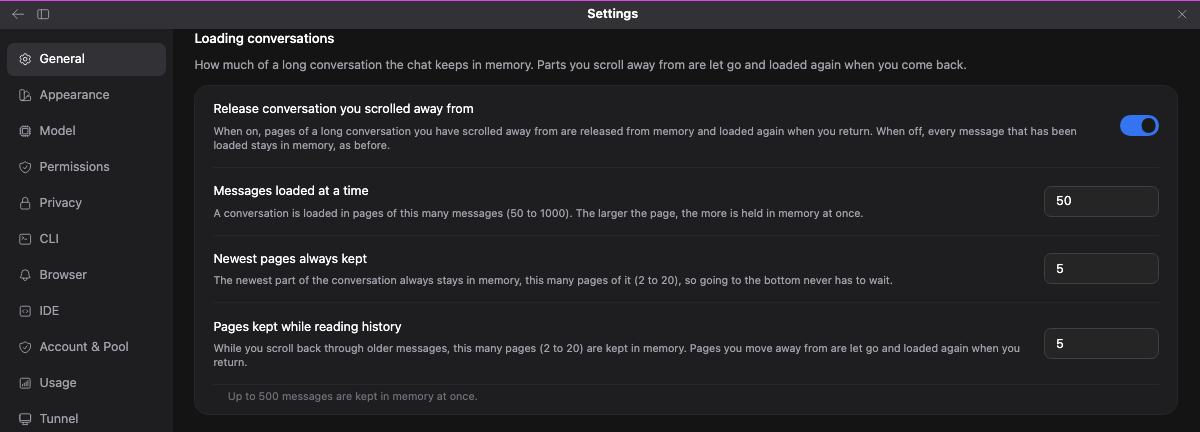 Settings
General
Appearance
Model
Permissions
Privacy
CLI
Browser
IDE
Account & Pool
Usage
Tunnel
Loading conversations
How much of a long conversation the chat keeps in memory. Parts you scroll away from are let go and loaded again when you come back.
Release conversation you scrolled away from
When on, pages of a long conversation you have scrolled away from are released from memory and loaded again when you return. When off, every message that has been
loaded stays in memory, as before.
Messages loaded at a time
A conversation is loaded in pages of this many messages (50 to 1000). The larger the page, the more is held in memory at once.
50
Newest pages always kept
The newest part of the conversation always stays in memory, this many pages of it (2 to 20), so going to the bottom never has to wait.
5
Pages kept while reading history
While you scroll back through older messages, this many pages (2 to 20) are kept in memory. Pages you move away from are let go and loaded again when you
return.
5
Up to 500 messages are kept in memory at once.